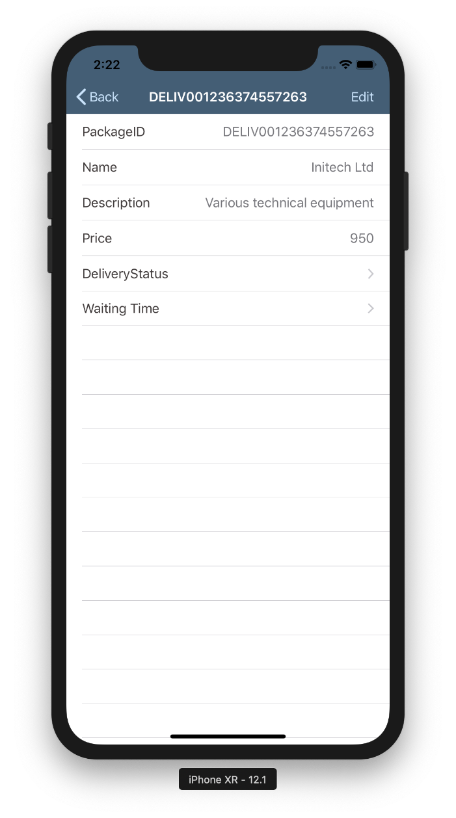 2:22
Back DELIV001236374557263 Edit
PackageID DELIV001236374557263
Name Initech Ltd
Description Various technical equipment
Price 950
DeliveryStatus
Waiting Time
iPhone XR - 12.1